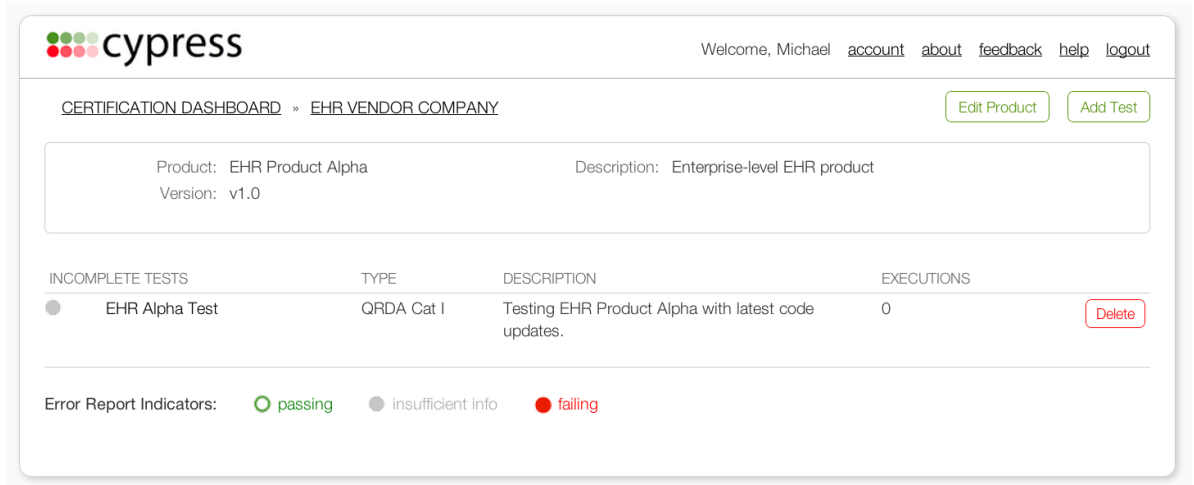 cypress
Welcome, Michael account about feedback help logout
CERTIFICATION DASHBOARD » EHR VENDOR COMPANY
Edit Product Add Test
Product: EHR Product Alpha Description: Enterprise-level EHR product
Version: v1.0
INCOMPLETE TESTS TYPE DESCRIPTION EXECUTIONS
EHR Alpha Test QRDA Cat I Testing EHR Product Alpha with latest code 0 Delete
updates.
Error Report Indicators: passing insufficient info failing